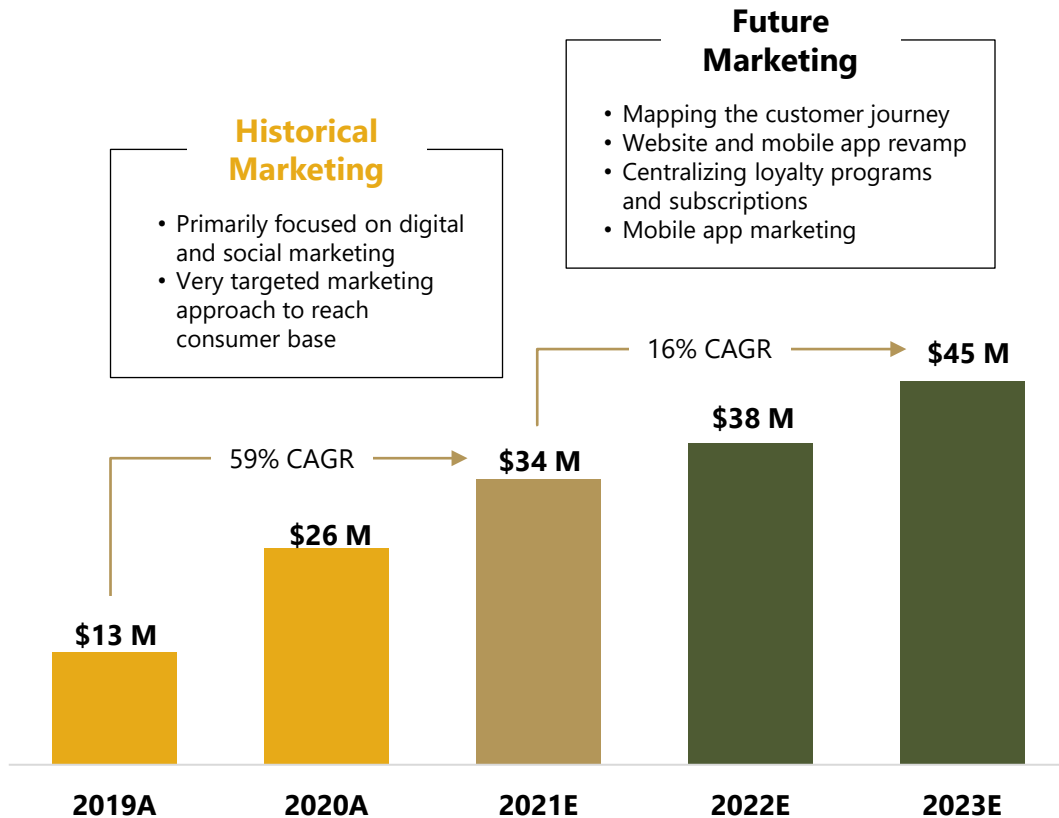 Future
Marketing
• Mapping the customer journey
• Website and mobile app revamp
• Centralizing loyalty programs
and subscriptions
• Mobile app marketing
Historical
Marketing
• Primarily focused on digital
and social marketing
• Very targeted marketing
approach to reach
consumer base
16% CAGR
$45 M
$38 M
59% CAGR
$34 M
$26 M
$13 M
2019A
2020A
2021E
2022E
2023E